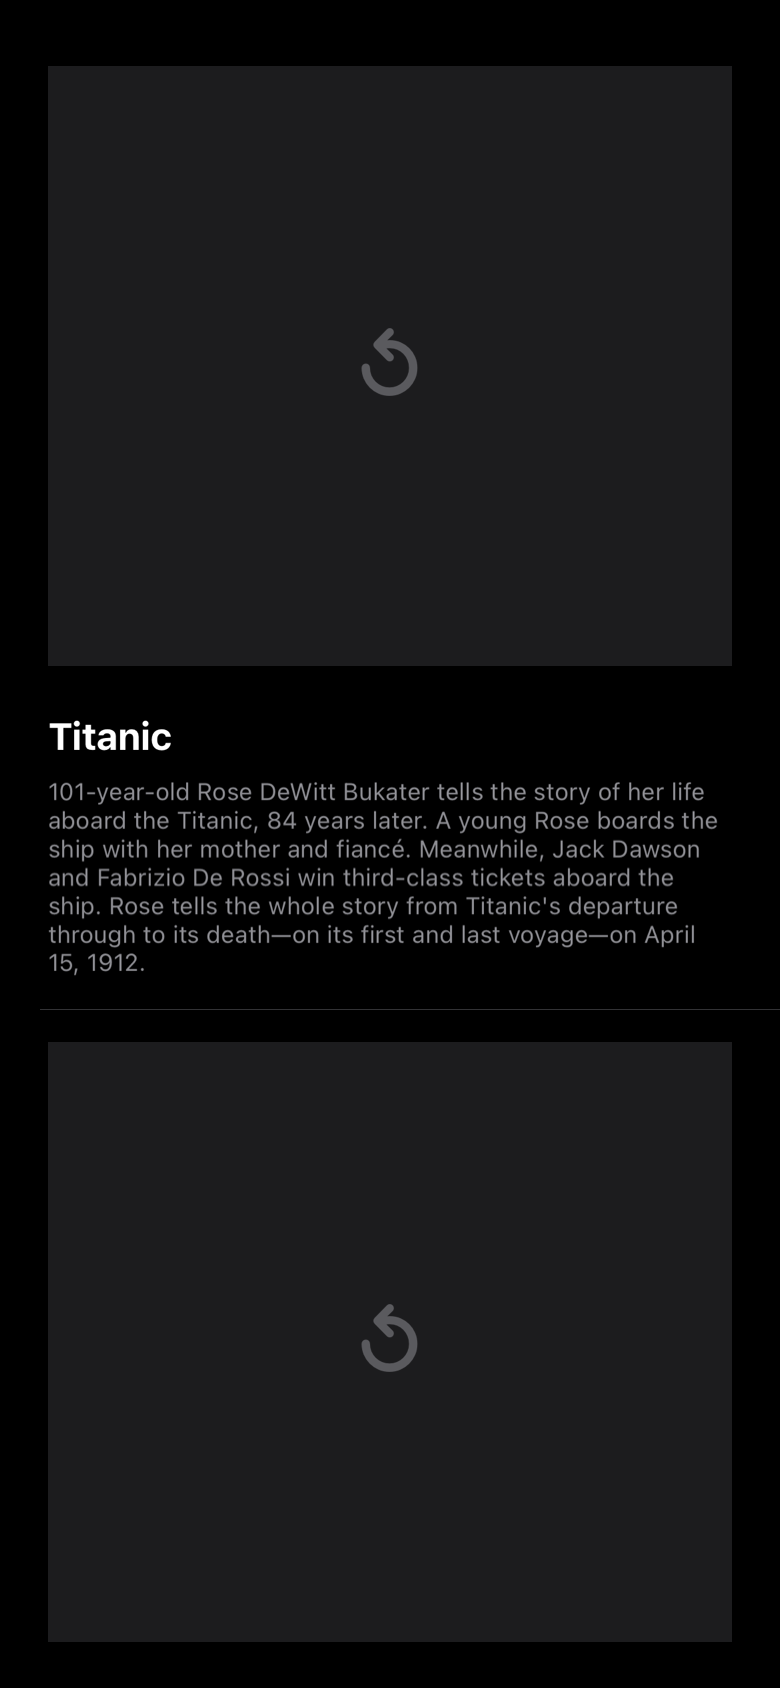 Titanic
101-year-old Rose DeWitt Bukater tells the story of her life
aboard the Titanic, 84 years later. A young Rose boards the
ship with her mother and fiancé. Meanwhile, Jack Dawson
and Fabrizio De Rossi win third-class tickets aboard the
ship. Rose tells the whole story from Titanic's departure
through to its death—on its first and last voyage—on April
15, 1912.